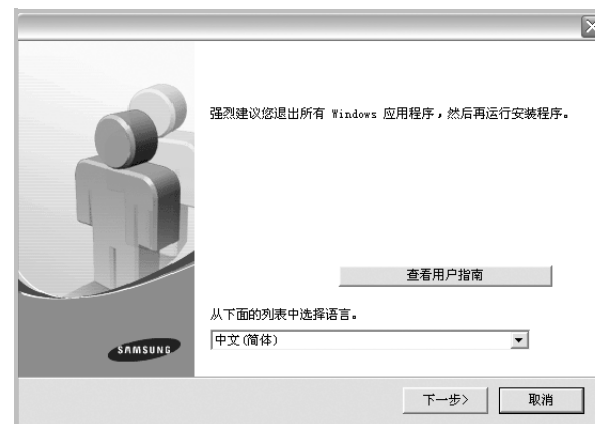 强烈建议您退出所有 Windows 应用程序，然后再运行安装程序。
查看用户指南
从下面的列表中选择语言。
中文(简体)
SAMSUNG
下一步>
取消